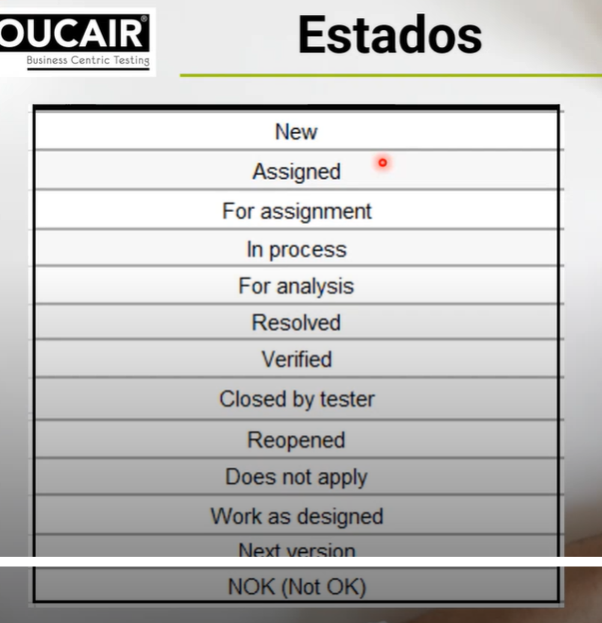 OUCAIR
Business Centric Testing
Estados
New
Assigned
For assignment
In process
For analysis
Resolved
Verified
Closed by tester
Reopened
Does not apply
Work as designed
Next version
NOK (Not OK)